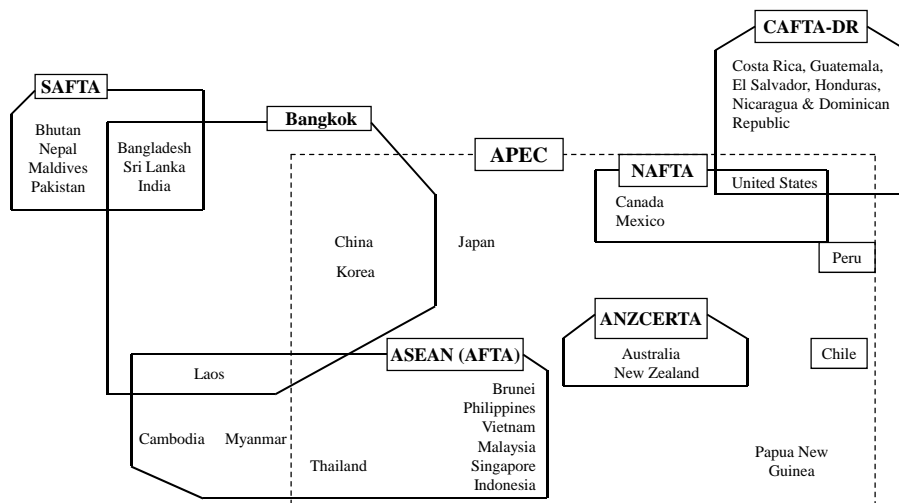 CAFTA-DR
Costa Rica, Guatemala,
El Salvador, Honduras,
Nicaragua & Dominican
Republic
SAFTA
Bhutan
Nepal
Maldives
Pakistan
Bangladesh
Sri Lanka
India
Bangkok
APEC
NAFTA
United States
Canada
Mexico
China
Korea
Japan
Peru
ANZCERTA
Australia
New Zealand
Chile
ASEAN (AFTA)
Laos
Brunei
Philippines
Vietnam
Malaysia
Singapore
Indonesia
Cambodia
Myanmar
Thailand
Papua New
Guinea